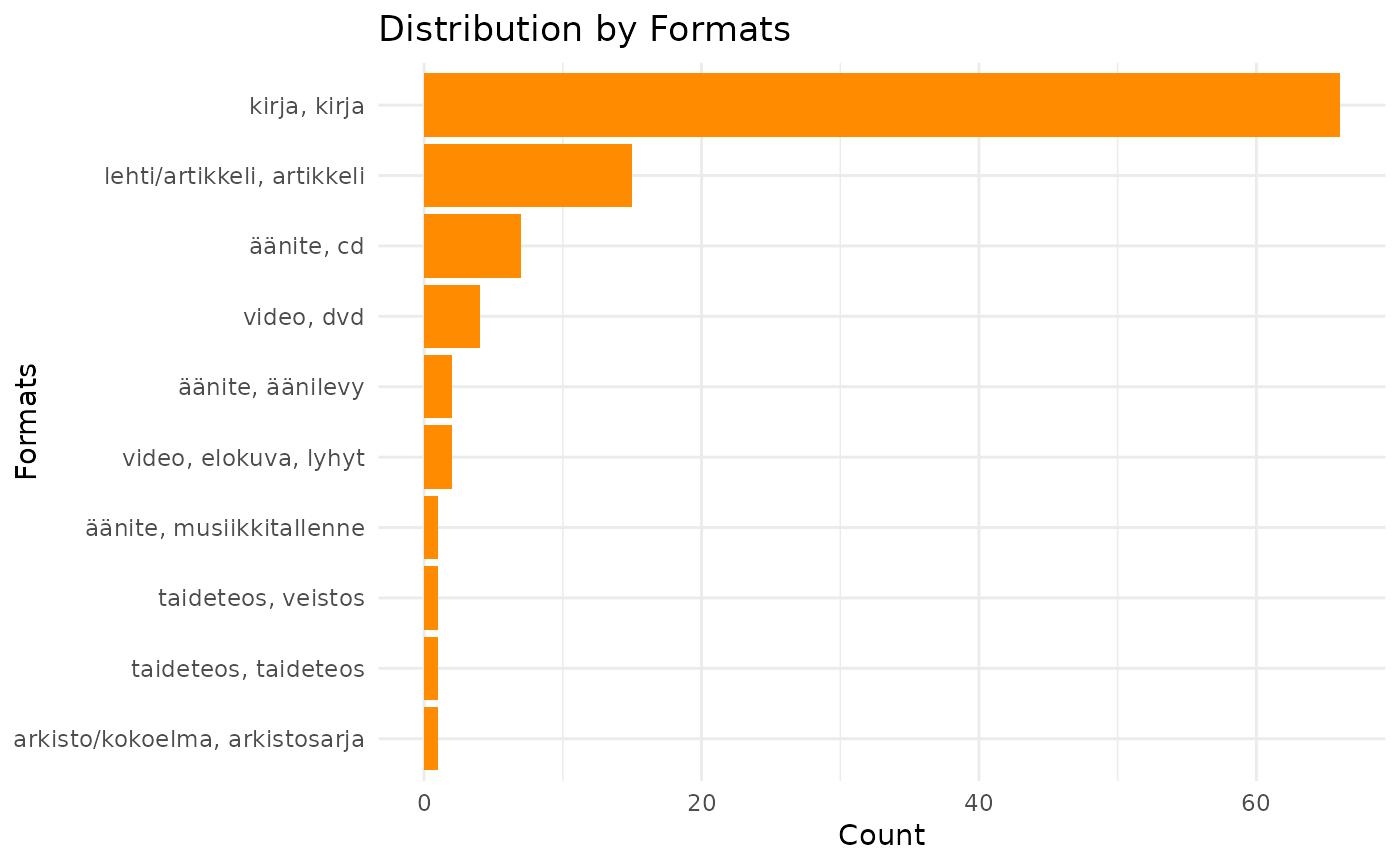 Distribution by Formats
kirja, kirja
lehti/artikkeli, artikkeli
äänite, cd
video, dvd
äänite, äänilevy
video, elokuva, lyhyt
äänite, musiikkitallenne
taideteos, veistos
taideteos, taideteos
arkisto/kokoelma, arkistosarja
Formats
0 20 40 60
Count